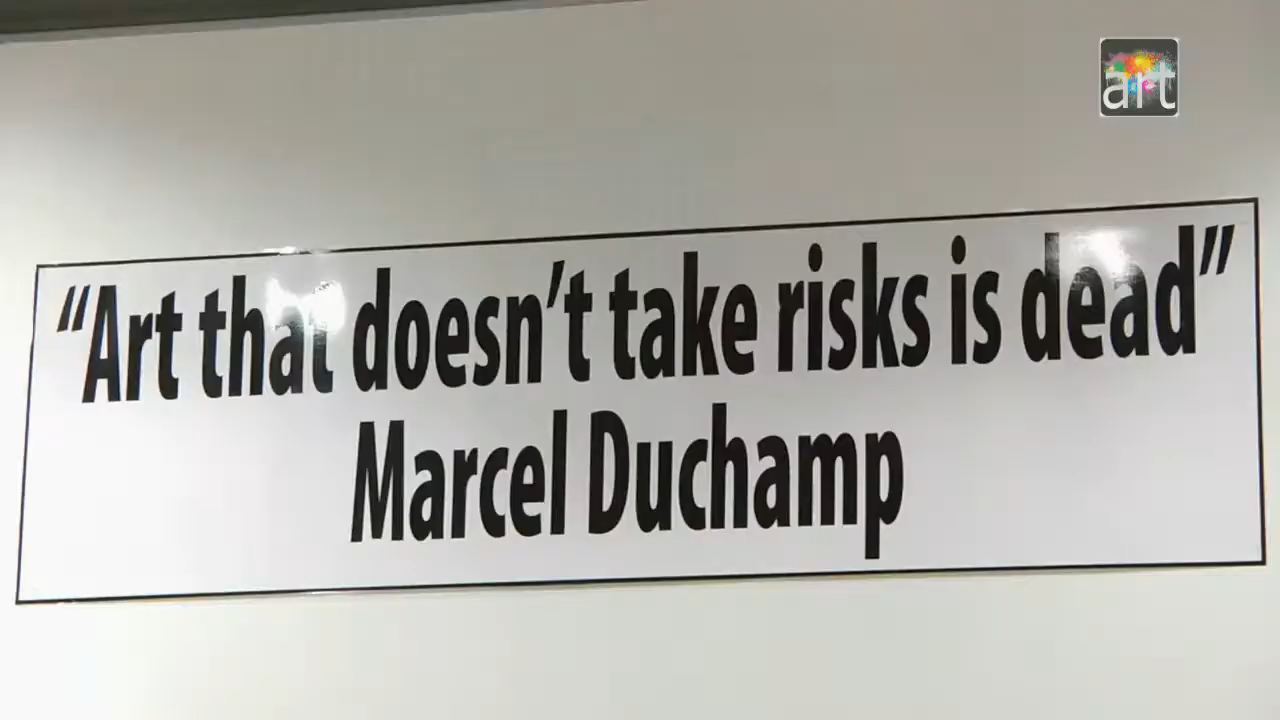 art
“Art that doesn’t take risks is dead”
Marcel Duchamp